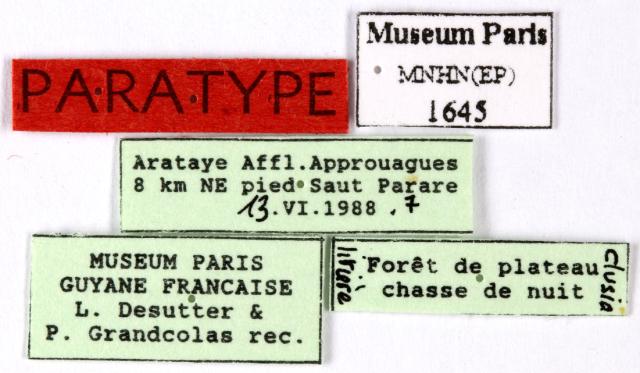 PARATYPE
Museum Paris
MNHN(EP)
1645
Arataye Affl.Approuagues
8 km NE pied Saut Parare
13.VI.1988 .7
MUSEUM PARIS
GUYANE FRANCAISE
L. Desutter &
P. Grandcolas rec.
Forêt de plateau
chasse de nuit
clusia